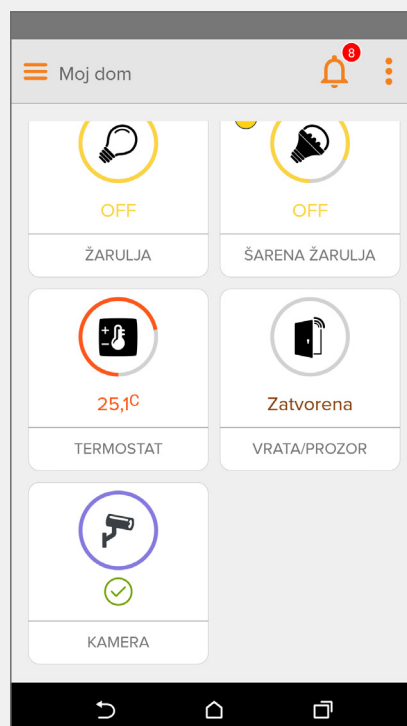 Moj dom
8
OFF
OFF
ŽARULJA
ŠARENA ŽARULJA
25,1C
Zatvorena
TERMOSTAT
VRATA/PROZOR
KAMERA